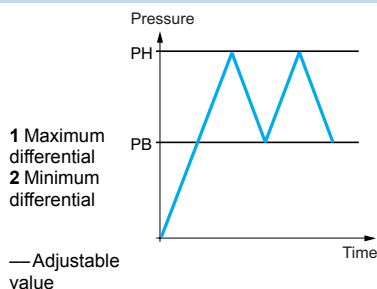 Pressure
PH
PB
1 Maximum
differential
2 Minimum
differential
Time
—Adjustable
value